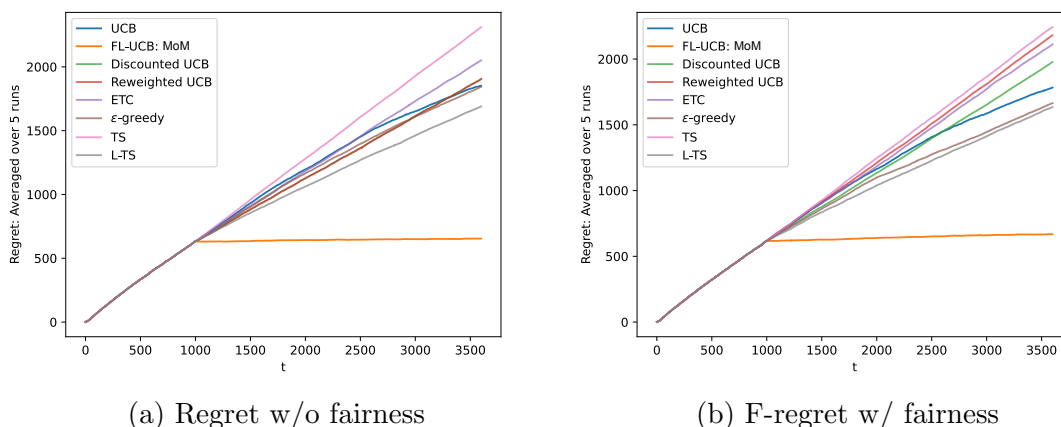 UCB
FL-UCB: MoM
Discounted UCB
Reweighted UCB
ETC
ε-greedy
TS
L-TS
Regret: Averaged over 5 runs
2000
1500
1000
500
0
0 500 1000 1500 2000 2500 3000 3500
t
(a) Regret w/o fairness
UCB
FL-UCB: MoM
Discounted UCB
Reweighted UCB
ETC
ε-greedy
TS
L-TS
Regret: Averaged over 5 runs
2000
1500
1000
500
0
0 500 1000 1500 2000 2500 3000 3500
t
(b) F-regret w/ fairness